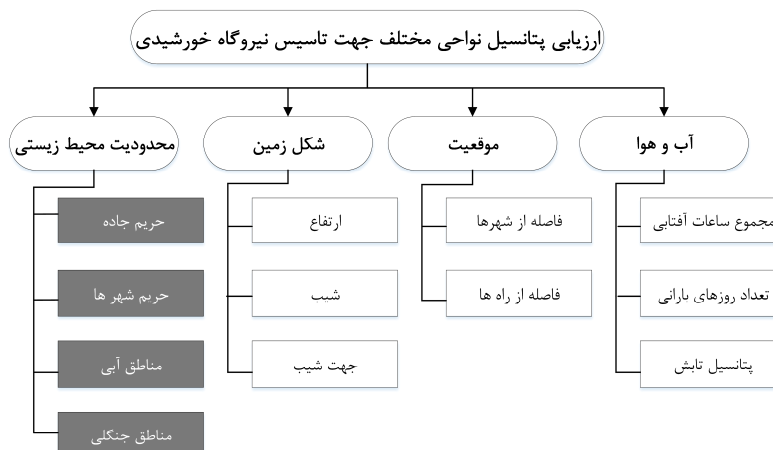 ارزیابی پتانسیل نواحی مختلف جهت تاسیس نیروگاه خورشیدی
آب و هوا
موقعیت
شکل زمین
محدودیت محیط زیستی
مجموع ساعات آفتابی
فاصله از شهرها
ارتفاع
حریم جاده
تعداد روزهای بارانی
فاصله از راه ها
شیب
حریم شهر ها
پتانسیل تابش
جهت شیب
مناطق آبی
مناطق جنگلی